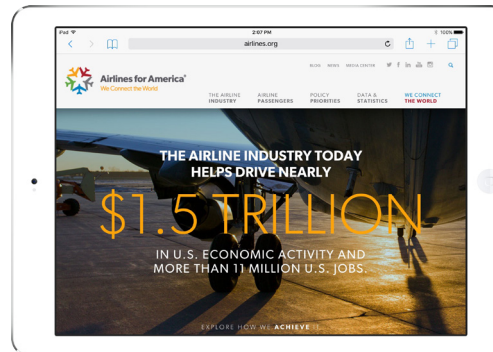 iPad
2:07 PM
100%
airlines.org
BLOG NEWS MEDIA CENTER
Airlines for America®
We Connect the World
THE AIRLINE INDUSTRY
AIRLINE PASSENGERS
POLICY PRIORITIES
DATA & STATISTICS
WE CONNECT THE WORLD
THE AIRLINE INDUSTRY TODAY
HELPS DRIVE NEARLY
$1.5 TRILLION
IN U.S. ECONOMIC ACTIVITY AND
MORE THAN 11 MILLION U.S. JOBS.
EXPLORE HOW WE ACHIEVE IT